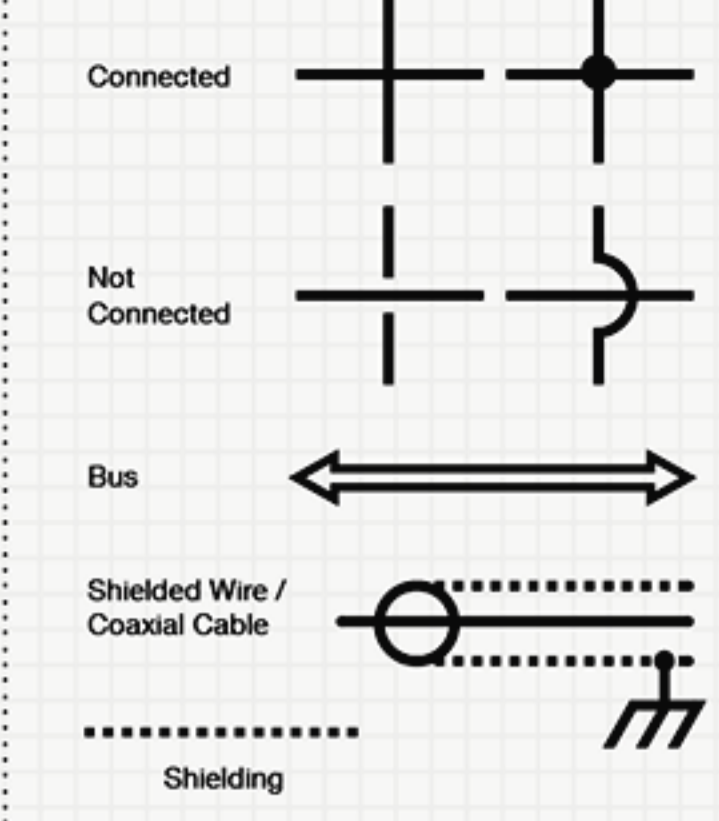 Connected
Not
Connected
Bus
Shielded Wire /
Coaxial Cable
Shielding